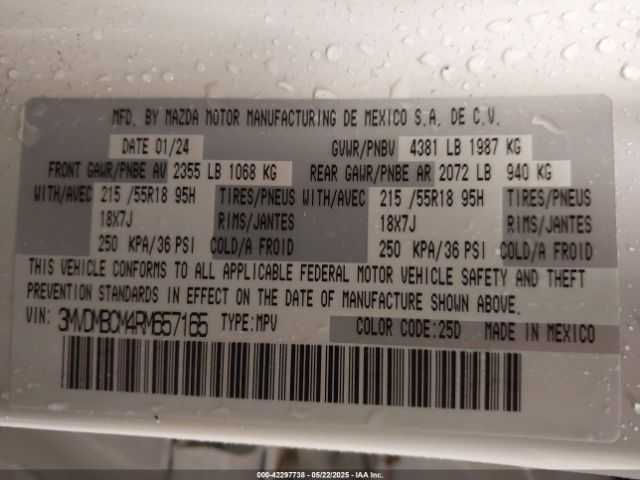 MFD. BY MAZDA MOTOR MANUFACTURING DE MEXICO S.A. DE C.V.
DATE 01/24 GVWR/PNBV 4381 LB 1987 KG
FRONT GAWR/PNBE AV 2355 LB 1068 KG REAR GAWR/PNBE AR 2072 LB 940 KG
WITH/AVEC 215 /55R18 95H TIRES/PNEUS WITH/AVEC 215 /55R18 95H TIRES/PNEUS
18X7J RIMS/JANTES 18X7J RIMS/JANTES
250 KPA/36 PSI COLD/A FROID 250 KPA/36 PSI COLD/A FROID
THIS VEHICLE CONFORMS TO ALL APPLICABLE FEDERAL MOTOR VEHICLE SAFETY AND THEFT
PREVENTION STANDARDS IN EFFECT ON THE DATE OF MANUFACTURE SHOWN ABOVE.
VIN: 3MVDMBCM4RM657165 TYPE:MPV COLOR CODE:25D MADE IN MEXICO
000-42297738 - 05/22/2025 - IAA Inc.